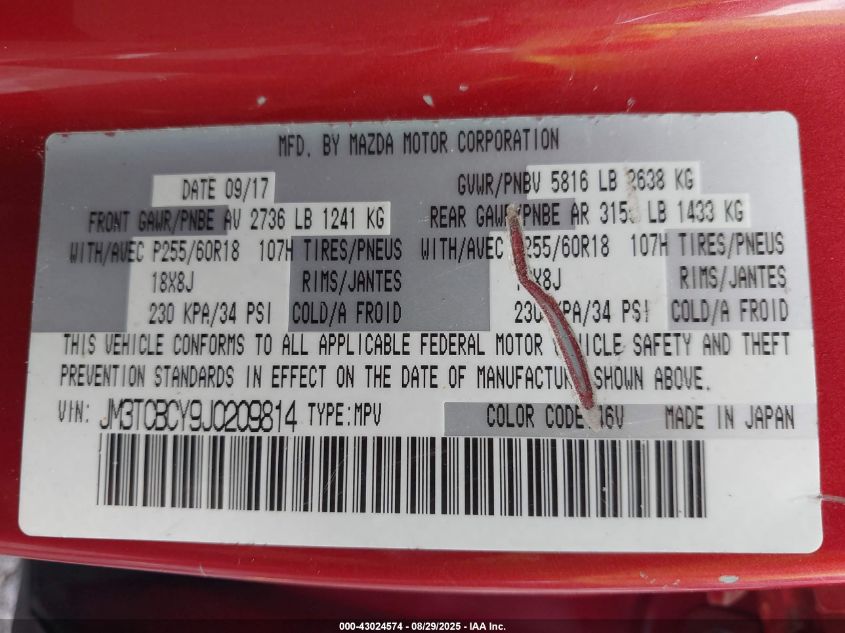 MFD. BY MAZDA MOTOR CORPORATION
DATE 09/17 GVWR/PNBV 5816 LB 2638 KG
FRONT GAWR/PNBE AV 2736 LB 1241 KG REAR GAWR/PNBE AR LB 1433 KG
WITH/AVEC P255/60R18 107H TIRES/PNEUS WITH/AVEC P255/60R18 107H TIRES/PNEUS
18X8J RIMS/JANTES 18X8J RIMS/JANTES
230 KPA/34 PSI COLD/A FROID 230 KPA/34 PSI COLD/A FROID
THIS VEHICLE CONFORMS TO ALL APPLICABLE FEDERAL MOTOR VEHICLE SAFETY AND THEFT
PREVENTION STANDARDS IN EFFECT ON THE DATE OF MANUFACTURE SHOWN ABOVE.
VIN: JM3TCBCY9J0209814 TYPE:MPV COLOR CODE: 46V MADE IN JAPAN
000-43024574 - 08/29/2025 - IAA Inc.